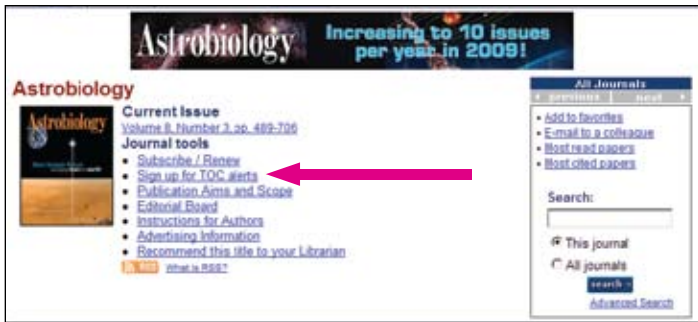 Astrobiology
Increasing to 10 issues
per year in 2009!
Astrobiology
Astrobiology
Current Issue
Volume 8, Number 3, pp. 489-706
Journal tools
Subscribe / Renew
Sign up for TOC alerts
Publication Aims and Scope
Editorial Board
Instructions for Authors
Advertising Information
Recommend this title to your Librarian
RSS What is RSS?
All Journals
previous next
Add to favorites
E-mail to a colleague
Most read papers
Most cited papers
Search:
This journal
All journals
search
Advanced Search